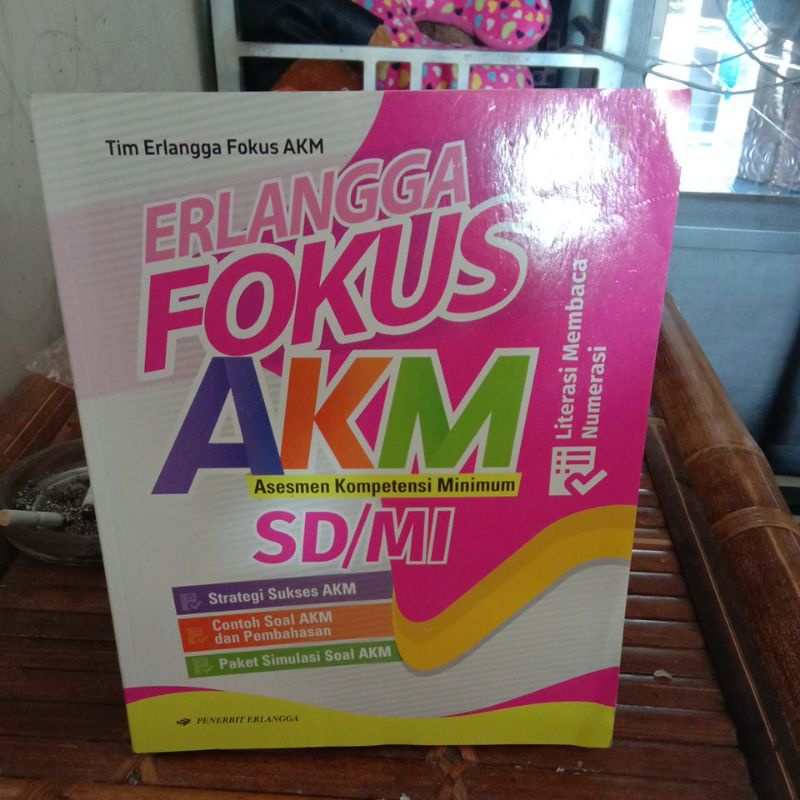 Tim Erlangga Fokus AKM
ERLANGGA
FOKUS
AKM
Asesmen Kompetensi Minimum
SD/MI
Literasi Membaca
Numerasi
Strategi Sukses AKM
Contoh Soal AKM
dan Pembahasan
Paket Simulasi Soal AKM
PENERBIT ERLANGGA